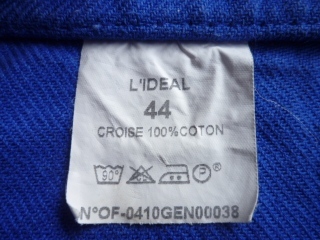 L'IDEAL
44
CROISE 100% COTON
90° P ®
N°OF-0410GEN00038